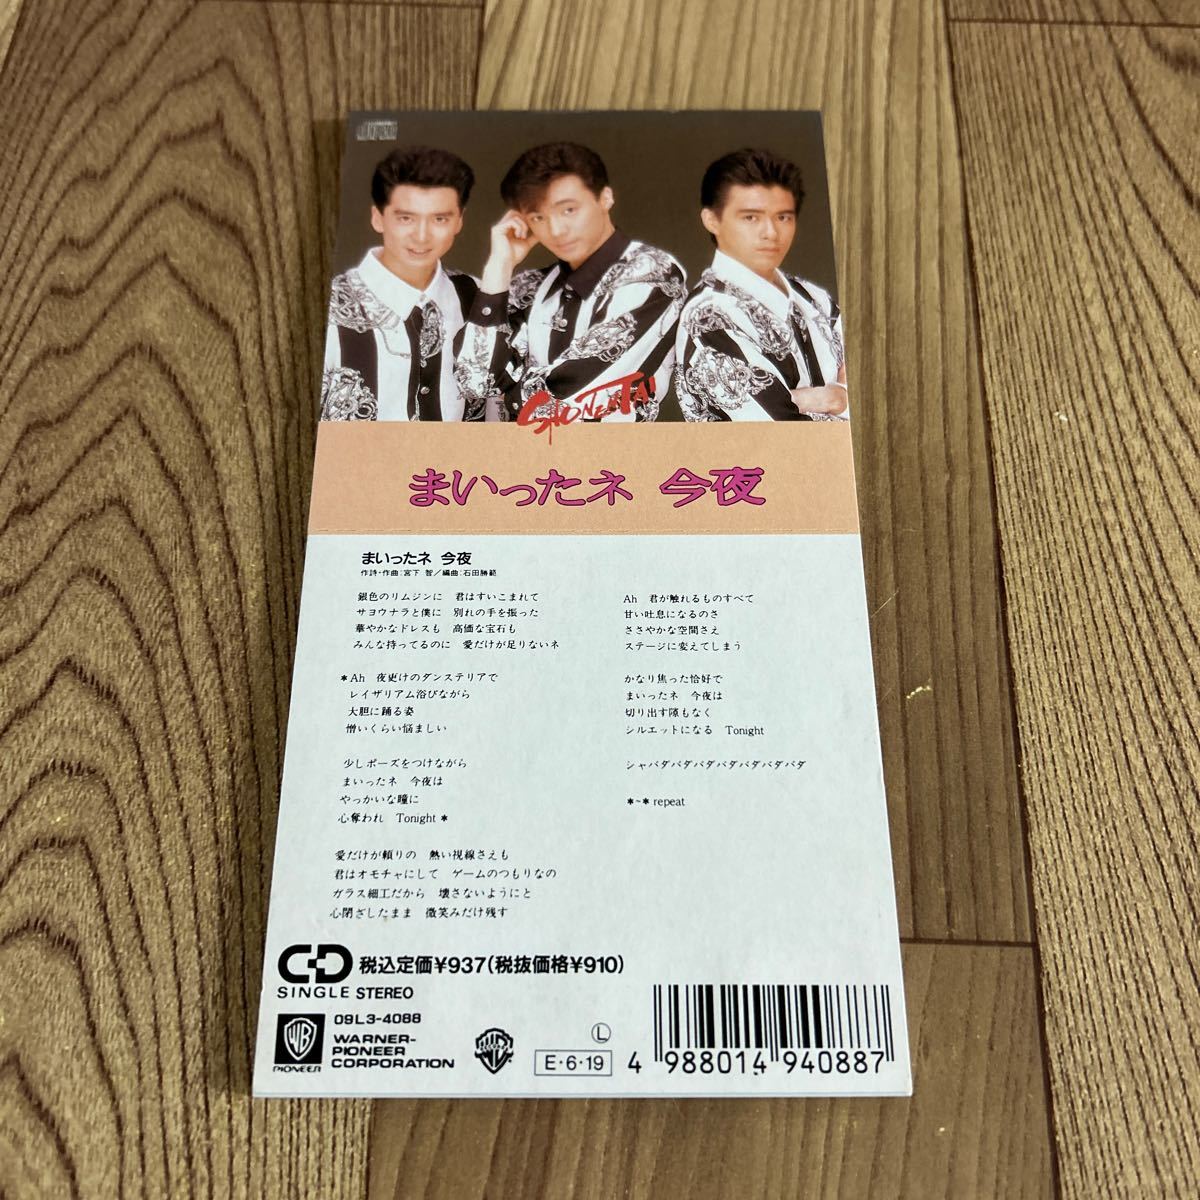 SHONENTAI
まいったネ 今夜
まいったネ 今夜
作詩・作曲:宮下 智/編曲:石田勝範
銀色のリムジンに 君はすいこまれて
サヨウナラと僕に 別れの手を振った
華やかなドレスも 高価な宝石も
みんな持ってるのに 愛だけが足りないネ
*Ah 夜更けのダンステリアで
レイザリアム浴びながら
大胆に踊る姿
憎いくらい悩ましい
少しポーズをつけながら
まいったネ 今夜は
やっかいな瞳に
心奪われ Tonight *
愛だけが頼りの 熱い視線さえも
君はオモチャにして ゲームのつもりなの
ガラス細工だから 壊さないようにと
心閉ざしたまま 微笑みだけ残す
Ah 君が触れるものすべて
甘い吐息になるのさ
ささやかな空間さえ
ステージに変えてしまう
かなり焦った恰好で
まいったネ 今夜は
切り出す隙もなく
シルエットになる Tonight
シャバダバダバダバダバダバダバダ
*~* repeat
CD 税込定価¥937(税抜価格¥910)
SINGLE STEREO
WB
PIONEER
09L3-4088
WARNER-
PIONEER
CORPORATION
L
E・6・19
4 988014 940887